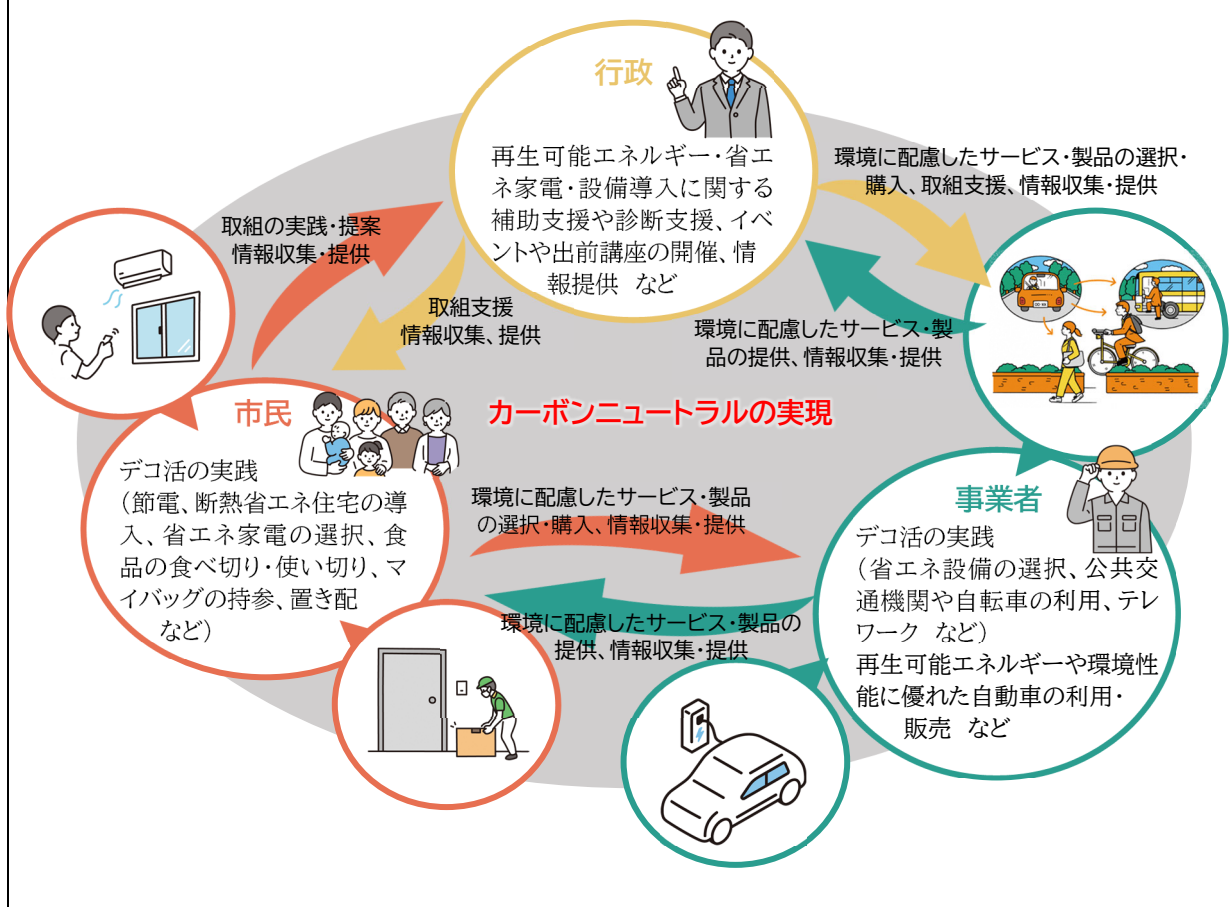 行政
再生可能エネルギー・省エ
ネ家電・設備導入に関する
補助支援や診断支援、イベ
ントや出前講座の開催、情
報提供　など
環境に配慮したサービス・製品の選択・
購入、取組支援、情報収集・提供
取組の実践・提案
情報収集・提供
取組支援
情報収集、提供
環境に配慮したサービス・製
品の提供、情報収集・提供
カーボンニュートラルの実現
市民
デコ活の実践
（節電、断熱省エネ住宅の導
入、省エネ家電の選択、食
品の食べ切り・使い切り、マ
イバッグの持参、置き配
など）
環境に配慮したサービス・製品
の選択・購入、情報収集・提供
環境に配慮したサービス・製品の
提供、情報収集・提供
事業者
デコ活の実践
（省エネ設備の選択、公共交
通機関や自転車の利用、テレ
ワーク　など）
再生可能エネルギーや環境性
能に優れた自動車の利用・
販売　など